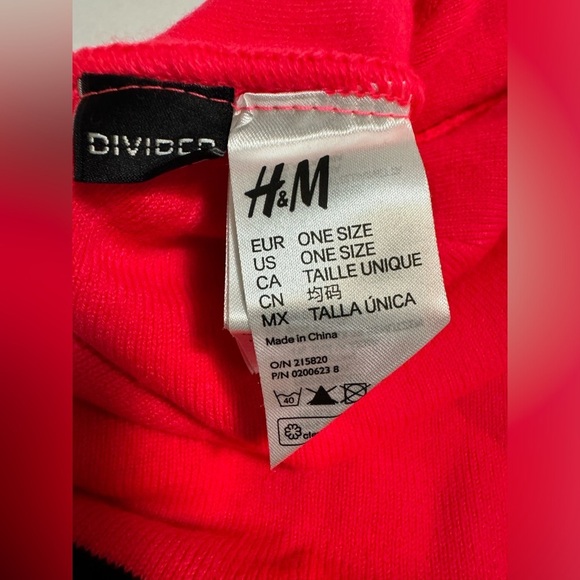 DIVIDED
H&M
EUR ONE SIZE
US ONE SIZE
CA TAILLE UNIQUE
CN 均码
MX TALLA ÚNICA
Made in China
O/N 215820
P/N 0200623 8
40